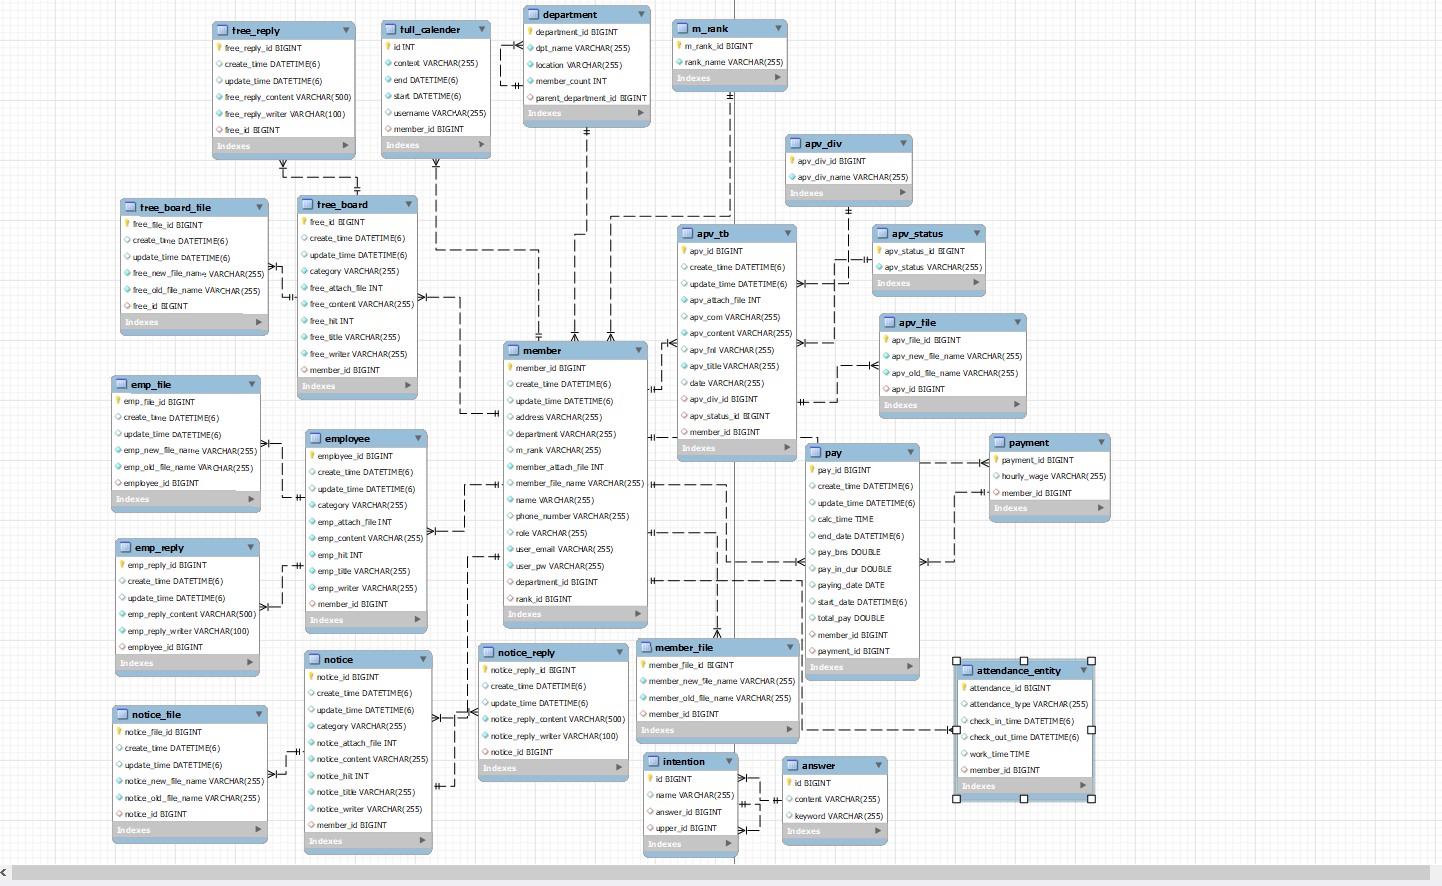 free_reply
free_reply_id BIGINT
create_time DATETIME(6)
update_time DATETIME(6)
free_reply_content VARCHAR(500)
free_reply_writer VARCHAR(100)
free_id BIGINT
Indexes
full_calender
id INT
content VARCHAR(255)
end DATETIME(6)
start DATETIME(6)
username VARCHAR(255)
member_id BIGINT
Indexes
department
department_id BIGINT
dpt_name VARCHAR(255)
location VARCHAR(255)
member_count INT
parent_department_id BIGINT
Indexes
m_rank
m_rank_id BIGINT
rank_name VARCHAR(255)
Indexes
apv_div
apv_div_id BIGINT
apv_div_name VARCHAR(255)
Indexes
free_board_file
free_file_id BIGINT
create_time DATETIME(6)
update_time DATETIME(6)
free_new_file_name VARCHAR(255)
free_old_file_name VARCHAR(255)
free_id BIGINT
Indexes
free_board
free_id BIGINT
create_time DATETIME(6)
update_time DATETIME(6)
category VARCHAR(255)
free_attach_file INT
free_content VARCHAR(255)
free_hit INT
free_title VARCHAR(255)
free_writer VARCHAR(255)
member_id BIGINT
Indexes
apv_tb
apv_id BIGINT
create_time DATETIME(6)
update_time DATETIME(6)
apv_attach_file INT
apv_com VARCHAR(255)
apv_content VARCHAR(255)
apv_fnl VARCHAR(255)
apv_title VARCHAR(255)
date VARCHAR(255)
apv_div_id BIGINT
apv_status_id BIGINT
member_id BIGINT
Indexes
apv_status
apv_status_id BIGINT
apv_status VARCHAR(255)
Indexes
apv_file
apv_file_id BIGINT
apv_new_file_name VARCHAR(255)
apv_old_file_name VARCHAR(255)
apv_id BIGINT
Indexes
member
member_id BIGINT
create_time DATETIME(6)
update_time DATETIME(6)
address VARCHAR(255)
department VARCHAR(255)
m_rank VARCHAR(255)
member_attach_file INT
member_file_name VARCHAR(255)
name VARCHAR(255)
phone_number VARCHAR(255)
role VARCHAR(255)
user_email VARCHAR(255)
user_pw VARCHAR(255)
department_id BIGINT
rank_id BIGINT
Indexes
emp_file
emp_file_id BIGINT
create_time DATETIME(6)
update_time DATETIME(6)
emp_new_file_name VARCHAR(255)
emp_old_file_name VARCHAR(255)
employee_id BIGINT
Indexes
employee
employee_id BIGINT
create_time DATETIME(6)
update_time DATETIME(6)
category VARCHAR(255)
emp_attach_file INT
emp_content VARCHAR(255)
emp_hit INT
emp_title VARCHAR(255)
emp_writer VARCHAR(255)
member_id BIGINT
Indexes
pay
pay_id BIGINT
create_time DATETIME(6)
update_time DATETIME(6)
calc_time TIME
end_date DATETIME(6)
pay_bns DOUBLE
pay_in_dur DOUBLE
paying_date DATE
start_date DATETIME(6)
total_pay DOUBLE
member_id BIGINT
payment_id BIGINT
Indexes
payment
payment_id BIGINT
hourly_wage VARCHAR(255)
member_id BIGINT
Indexes
emp_reply
emp_reply_id BIGINT
create_time DATETIME(6)
update_time DATETIME(6)
emp_reply_content VARCHAR(500)
emp_reply_writer VARCHAR(100)
employee_id BIGINT
Indexes
notice
notice_id BIGINT
create_time DATETIME(6)
update_time DATETIME(6)
category VARCHAR(255)
notice_attach_file INT
notice_content VARCHAR(255)
notice_hit INT
notice_title VARCHAR(255)
notice_writer VARCHAR(255)
member_id BIGINT
Indexes
notice_reply
notice_reply_id BIGINT
create_time DATETIME(6)
update_time DATETIME(6)
notice_reply_content VARCHAR(500)
notice_reply_writer VARCHAR(100)
notice_id BIGINT
Indexes
member_file
member_file_id BIGINT
member_new_file_name VARCHAR(255)
member_old_file_name VARCHAR(255)
member_id BIGINT
Indexes
attendance_entity
attendance_id BIGINT
attendance_type VARCHAR(255)
check_in_time DATETIME(6)
check_out_time DATETIME(6)
work_time TIME
member_id BIGINT
Indexes
notice_file
notice_file_id BIGINT
create_time DATETIME(6)
update_time DATETIME(6)
notice_new_file_name VARCHAR(255)
notice_old_file_name VARCHAR(255)
notice_id BIGINT
Indexes
intention
id BIGINT
name VARCHAR(255)
answer_id BIGINT
upper_id BIGINT
Indexes
answer
id BIGINT
content VARCHAR(255)
keyword VARCHAR(255)
Indexes